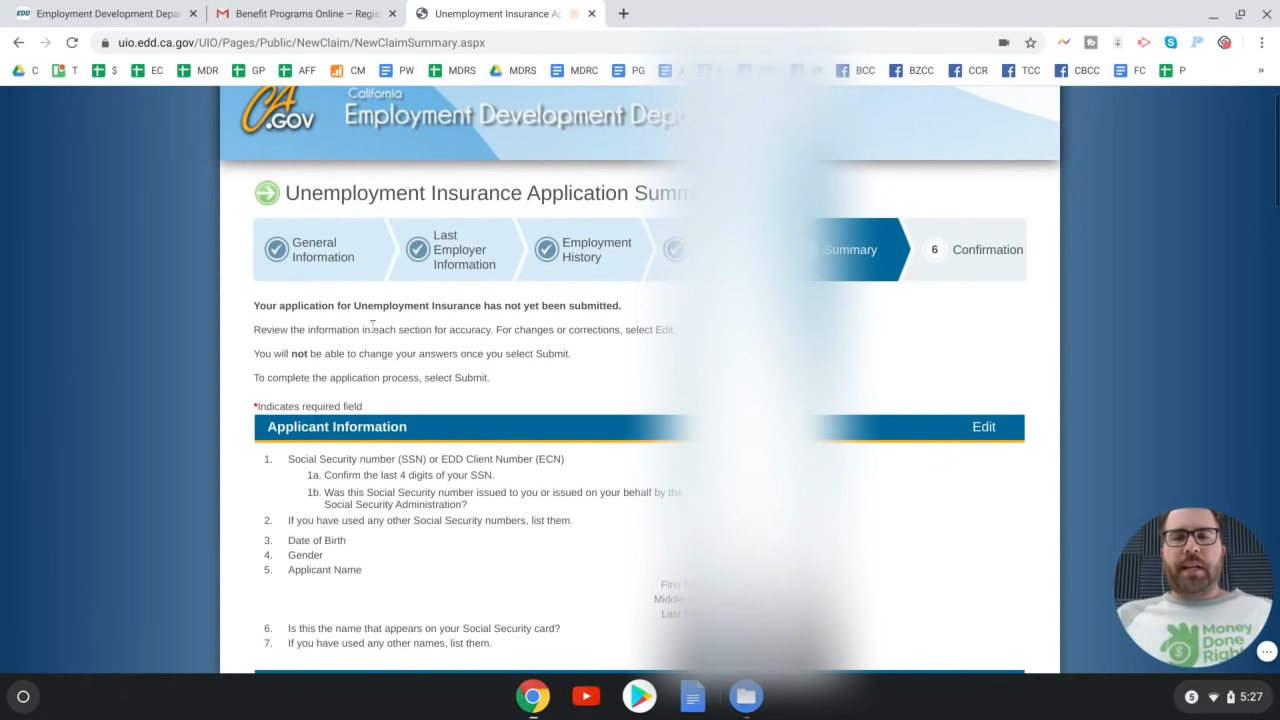 Employment Development Depa
Benefit Programs Online – Regis
Unemployment Insurance Ap
uio.edd.ca.gov/UIO/Pages/Public/NewClaim/NewClaimSummary.aspx
C T $ EC MDR GP AFF CM PW MDRS MDRS MDRC PG BCC BZCC CCR TCC CBCC FC P »
CA.GOV
California
Employment Development Dep
Unemployment Insurance Application Summ
General Information
Last Employer Information
Employment History
Summary
6 Confirmation
Your application for Unemployment Insurance has not yet been submitted.
Review the information in each section for accuracy. For changes or corrections, select Edit.
You will not be able to change your answers once you select Submit.
To complete the application process, select Submit.
*Indicates required field
Applicant Information Edit
1. Social Security number (SSN) or EDD Client Number (ECN)
1a. Confirm the last 4 digits of your SSN.
1b. Was this Social Security number issued to you or issued on your behalf by the
Social Security Administration?
2. If you have used any other Social Security numbers, list them.
3. Date of Birth
4. Gender
5. Applicant Name
First
Middle
Last
6. Is this the name that appears on your Social Security card?
7. If you have used any other names, list them.
Money
Done
Right
5 5:27